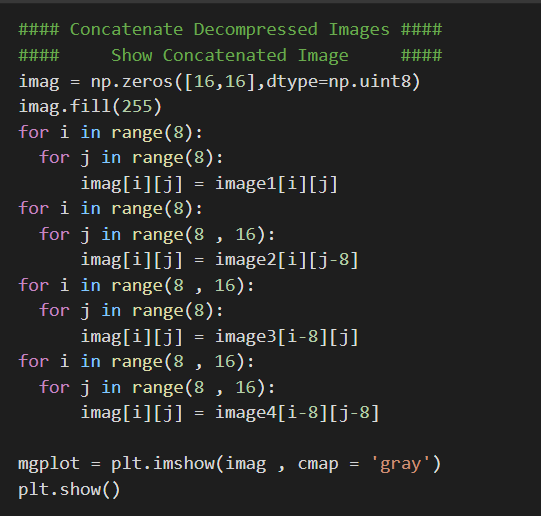 #### Concatenate Decompressed Images ####
####     Show Concatenated Image     ####
imag = np.zeros([16,16],dtype=np.uint8)
imag.fill(255)
for i in range(8):
  for j in range(8):
      imag[i][j] = image1[i][j]
for i in range(8):
  for j in range(8 , 16):
      imag[i][j] = image2[i][j-8]
for i in range(8 , 16):
  for j in range(8):
      imag[i][j] = image3[i-8][j]
for i in range(8 , 16):
  for j in range(8 , 16):
      imag[i][j] = image4[i-8][j-8]

mgplot = plt.imshow(imag , cmap = 'gray')
plt.show()